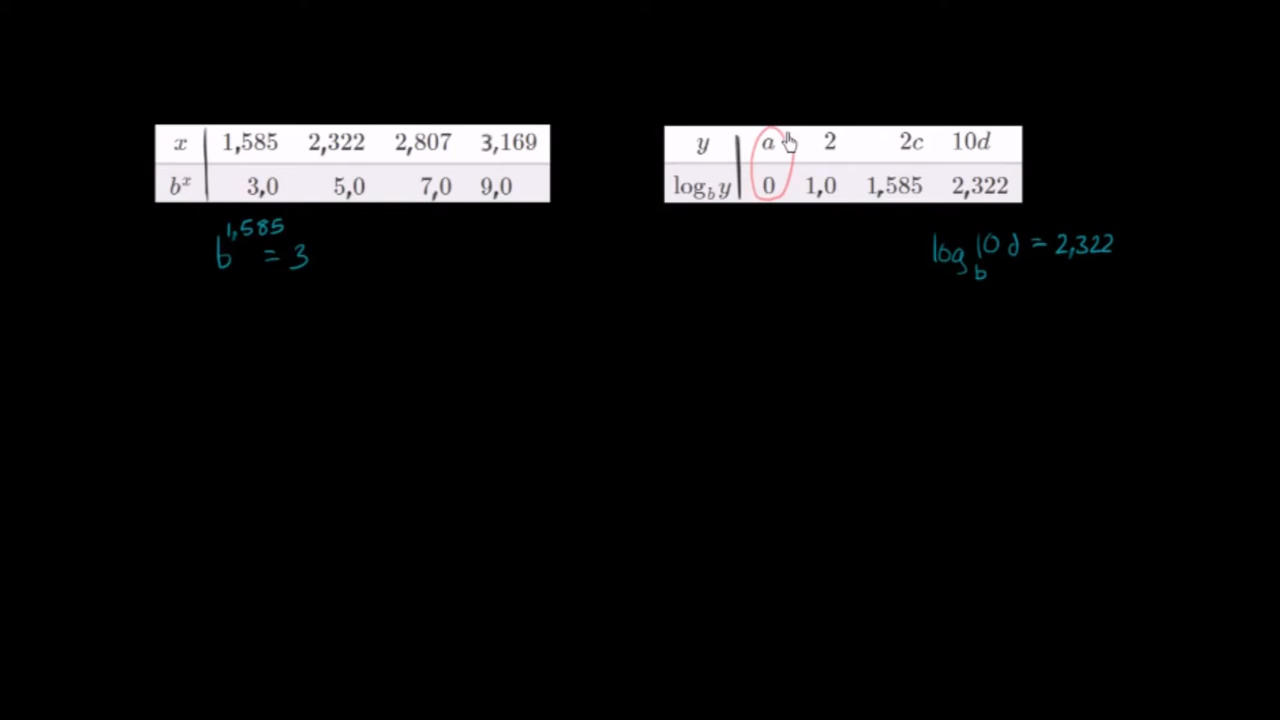 x 1,585 2,322 2,807 3,169
b^x 3,0 5,0 7,0 9,0
y a 2 2c 10d
log_b y 0 1,0 1,585 2,322
b^1,585 = 3
log_b 10d = 2,322